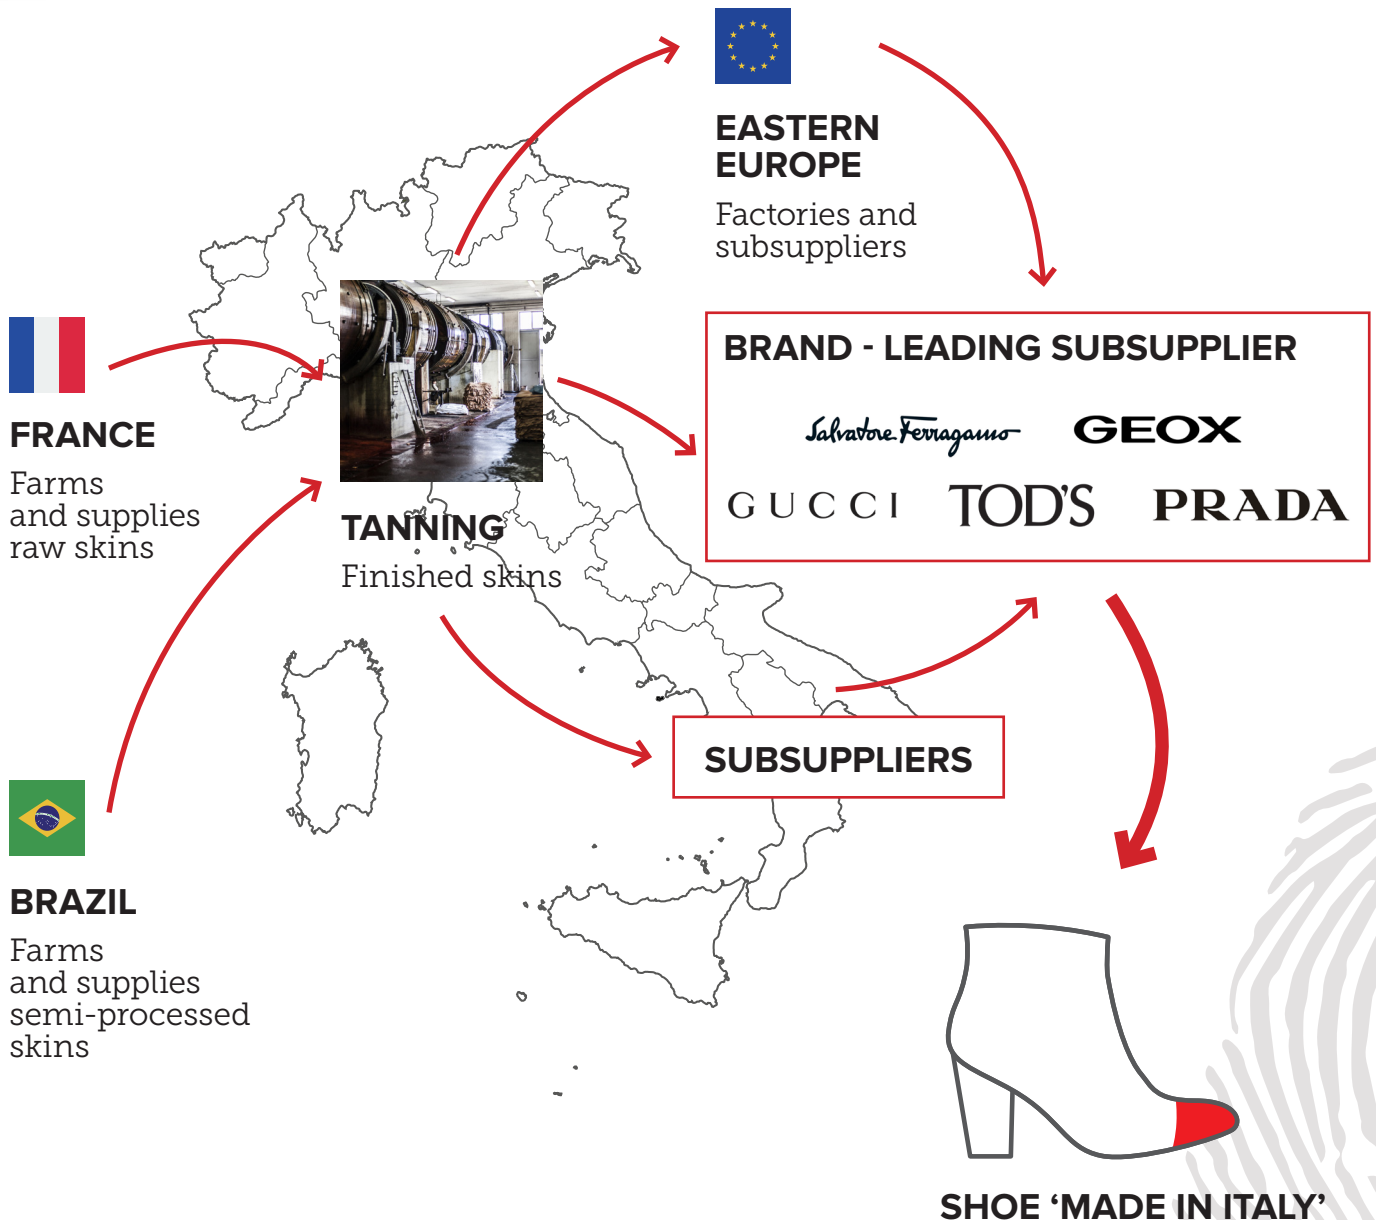 EASTERN
EUROPE
Factories and
subsuppliers
FRANCE
Farms
and supplies
raw skins
BRAND - LEADING SUBSUPPLIER
Salvatore Ferragamo
GEOX
GUCCI
TOD'S
PRADA
TANNING
Finished skins
SUBSUPPLIERS
BRAZIL
Farms
and supplies
semi-processed
skins
SHOE ‘MADE IN ITALY’